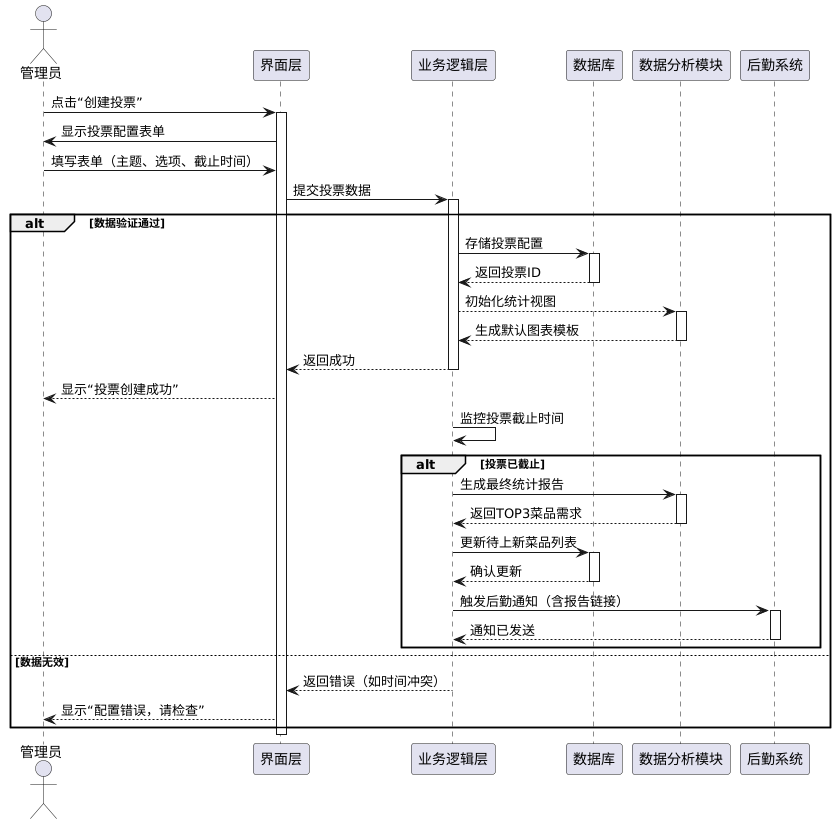 管理员
界面层
业务逻辑层
数据库
数据分析模块
后勤系统
点击“创建投票”
显示投票配置表单
填写表单（主题、选项、截止时间）
提交投票数据
alt [数据验证通过]
存储投票配置
返回投票ID
初始化统计视图
生成默认图表模板
返回成功
显示“投票创建成功”
监控投票截止时间
alt [投票已截止]
生成最终统计报告
返回TOP3菜品需求
更新待上新菜品列表
确认更新
触发后勤通知（含报告链接）
通知已发送
[数据无效]
返回错误（如时间冲突）
显示“配置错误，请检查”
管理员
界面层
业务逻辑层
数据库
数据分析模块
后勤系统